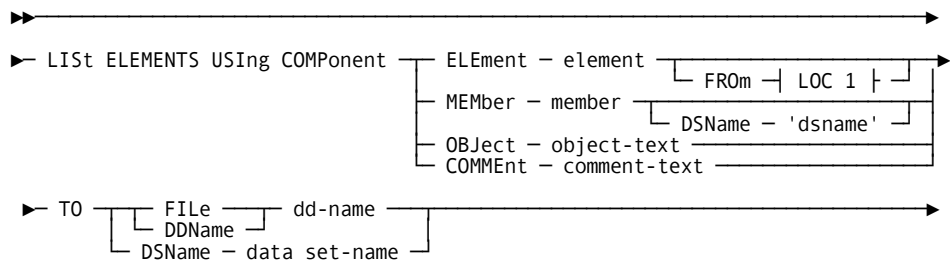 LISt ELEMENTS USIng COMPonent ELEment — element
FROm LOC 1
MEMber — member
DSName — 'dsname'
OBJect — object-text
COMMEnt — comment-text
TO FILe dd-name
DDName
DSName — data set-name